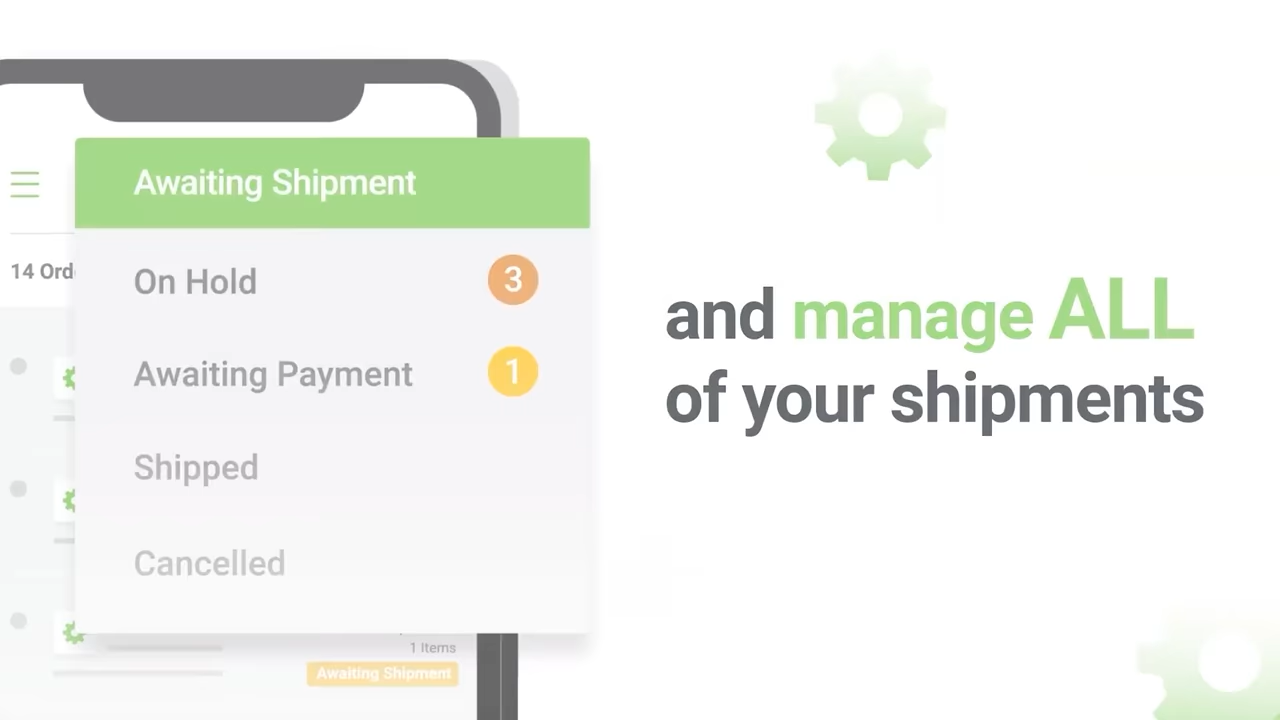 Awaiting Shipment
14 Orde
On Hold
3
Awaiting Payment
1
Shipped
Cancelled
1 Items
Awaiting Shipment
and manage ALL
of your shipments